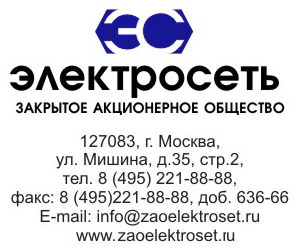 ЭС
электросеть
ЗАКРЫТОЕ АКЦИОНЕРНОЕ ОБЩЕСТВО
127083, г. Москва,
ул. Мишина, д.35, стр.2,
тел. 8 (495) 221-88-88,
факс: 8 (495)221-88-88, доб. 636-66
E-mail: info@zaoelektroset.ru
www.zaoelektroset.ru